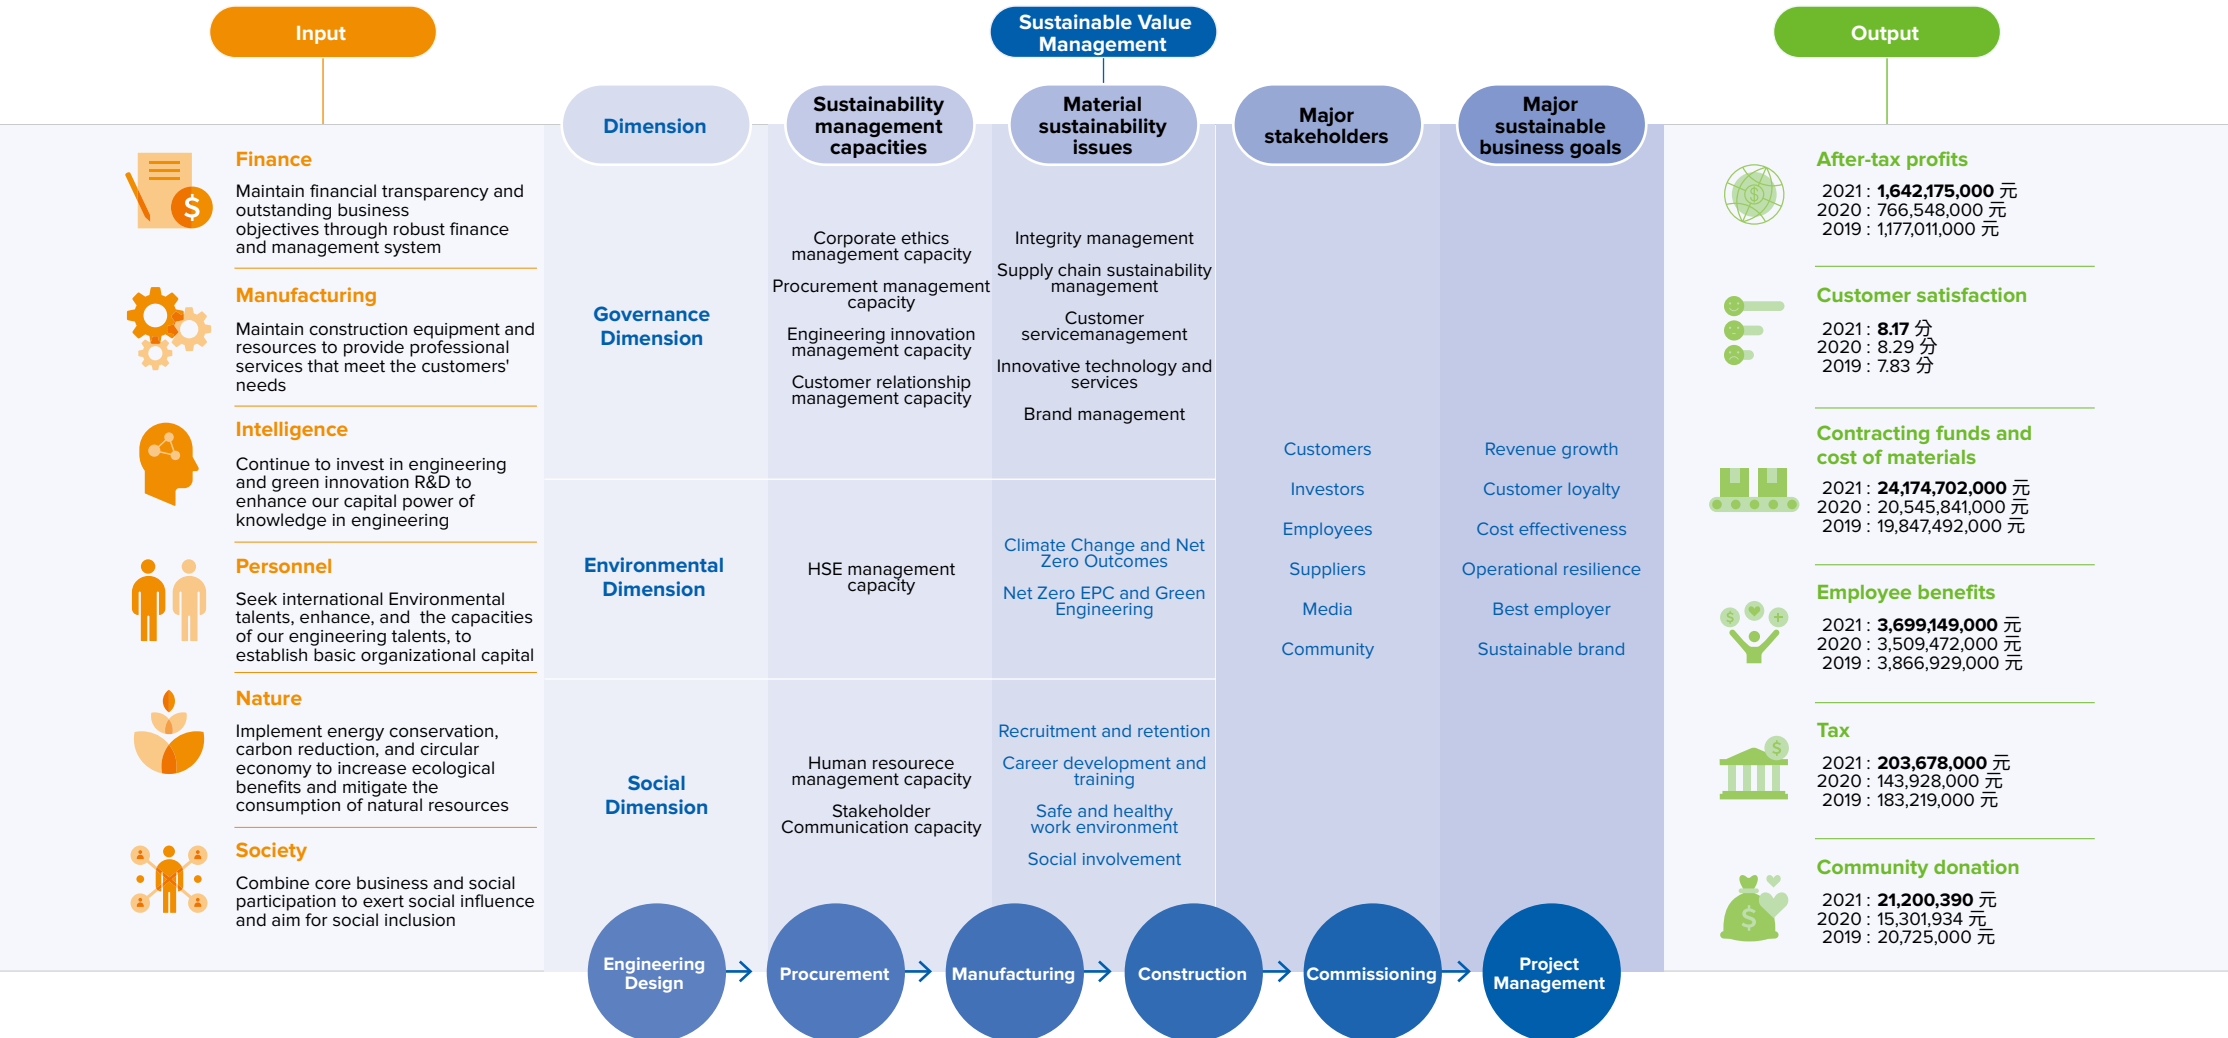 Input
Finance
Maintain financial transparency and
outstanding business
objectives through robust finance
and management system
Manufacturing
Maintain construction equipment and
resources to provide professional
services that meet the customers'
needs
Intelligence
Continue to invest in engineering
and green innovation R&D to
enhance our capital power of
knowledge in engineering
Personnel
Seek international Environmental
talents, enhance, and the capacities
of our engineering talents, to
establish basic organizational capital
Nature
Implement energy conservation,
carbon reduction, and circular
economy to increase ecological
benefits and mitigate the
consumption of natural resources
Society
Combine core business and social
participation to exert social influence
and aim for social inclusion
Sustainable Value
Management
Dimension
Sustainability
management
capacities
Material
sustainability
issues
Major
stakeholders
Major
sustainable
business goals
Governance
Dimension
Corporate ethics
management capacity
Procurement management
capacity
Engineering innovation
management capacity
Customer relationship
management capacity
Integrity management
Supply chain sustainability
management
Customer
servicemanagement
Innovative technology and
services
Brand management
Environmental
Dimension
HSE management
capacity
Climate Change and Net
Zero Outcomes
Net Zero EPC and Green
Engineering
Social
Dimension
Human resourece
management capacity
Stakeholder
Communication capacity
Recruitment and retention
Career development and
training
Safe and healthy
work environment
Social involvement
Customers
Investors
Employees
Suppliers
Media
Community
Revenue growth
Customer loyalty
Cost effectiveness
Operational resilience
Best employer
Sustainable brand
Engineering
Design
Procurement
Manufacturing
Construction
Commissioning
Project
Management
Output
After-tax profits
2021 : 1,642,175,000 元
2020 : 766,548,000 元
2019 : 1,177,011,000 元
Customer satisfaction
2021 : 8.17 分
2020 : 8.29 分
2019 : 7.83 分
Contracting funds and
cost of materials
2021 : 24,174,702,000 元
2020 : 20,545,841,000 元
2019 : 19,847,492,000 元
Employee benefits
2021 : 3,699,149,000 元
2020 : 3,509,472,000 元
2019 : 3,866,929,000 元
Tax
2021 : 203,678,000 元
2020 : 143,928,000 元
2019 : 183,219,000 元
Community donation
2021 : 21,200,390 元
2020 : 15,301,934 元
2019 : 20,725,000 元